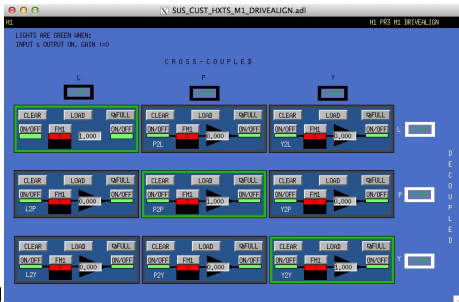 SUS_CUST_HXTS_M1_DRIVEALIGN.adl
H1 H1 PR3 M1 DRIVEALIGN
LIGHTS ARE GREEN WHEN:
INPUT & OUTPUT ON, GAIN !=0
CROSS-COUPLED
L P Y
CLEAR LOAD FULL CLEAR LOAD FULL CLEAR LOAD FULL
ON/OFF FM1 1.000 ON/OFF ON/OFF FM1 0.000 ON/OFF ON/OFF FM1 0.000 ON/OFF L
P2L Y2L
CLEAR LOAD FULL CLEAR LOAD FULL CLEAR LOAD FULL
ON/OFF FM1 0.000 ON/OFF ON/OFF FM1 1.000 ON/OFF ON/OFF FM1 0.000 ON/OFF P
L2P P2P Y2P
CLEAR LOAD FULL CLEAR LOAD FULL CLEAR LOAD FULL
ON/OFF FM1 0.000 ON/OFF ON/OFF FM1 0.000 ON/OFF ON/OFF FM1 1.000 ON/OFF Y
L2Y P2Y Y2Y
DECOUPLED